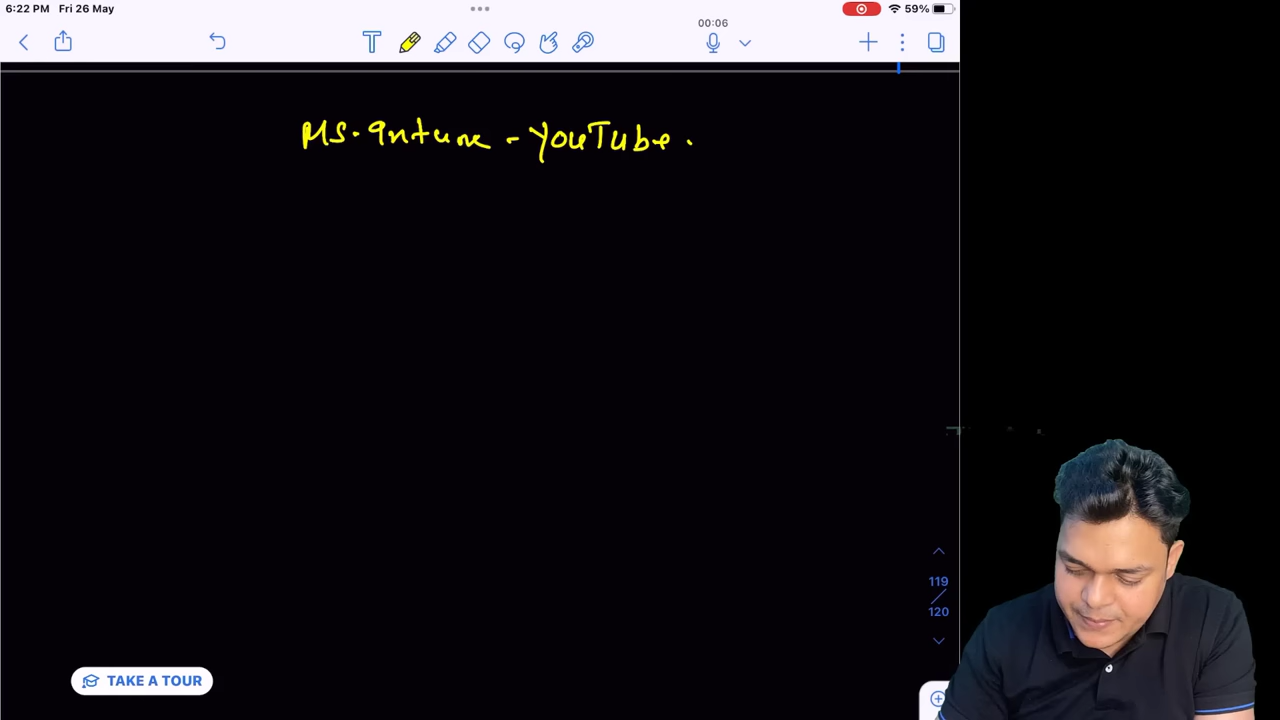 6:22 PM Fri 26 May
59%
00:06
T
MS. Intune - YouTube.
119
120
TAKE A TOUR